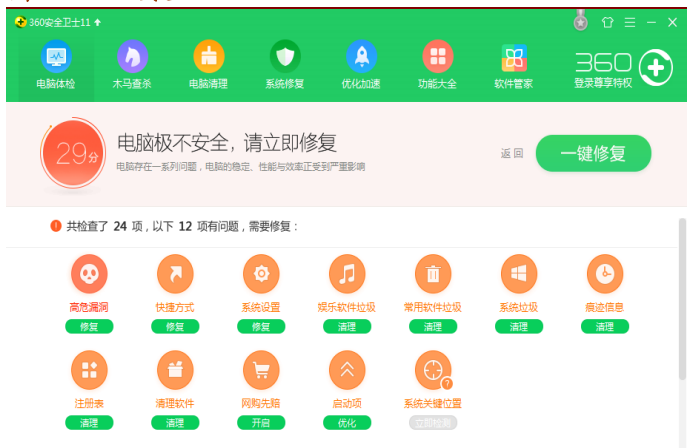 360安全卫士11
电脑体检 木马查杀 电脑清理 系统修复 优化加速 功能大全 软件管家
360
登录尊享特权
29分
电脑极不安全，请立即修复
电脑存在一系列问题，电脑的稳定、性能与效率正受到严重影响
返回
一键修复
共检查了 24 项，以下 12 项有问题，需要修复：
高危漏洞 快捷方式 系统设置 娱乐软件垃圾 常用软件垃圾 系统垃圾 痕迹信息
修复 修复 修复 清理 清理 清理 清理
注册表 清理软件 网购先赔 启动项 系统关键位置
清理 清理 开启 优化 立即检测